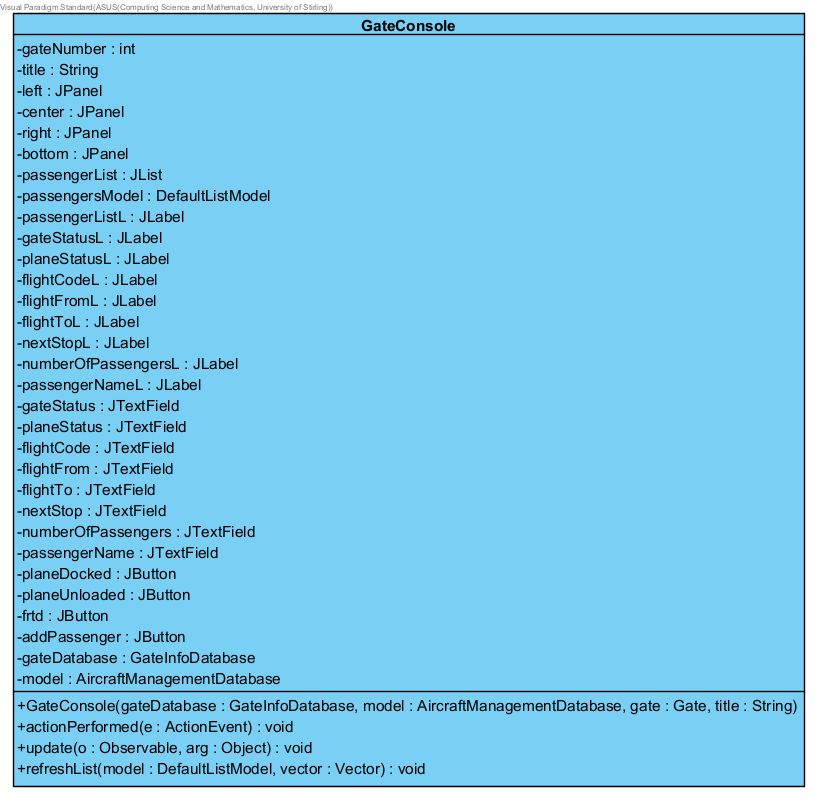 Visual Paradigm Standard(ASUS(Computing Science and Mathematics, University of Stirling))
GateConsole
-gateNumber : int
-title : String
-left : JPanel
-center : JPanel
-right : JPanel
-bottom : JPanel
-passengerList : JList
-passengersModel : DefaultListModel
-passengerListL : JLabel
-gateStatusL : JLabel
-planeStatusL : JLabel
-flightCodeL : JLabel
-flightFromL : JLabel
-flightToL : JLabel
-nextStopL : JLabel
-numberOfPassengersL : JLabel
-passengerNameL : JLabel
-gateStatus : JTextField
-planeStatus : JTextField
-flightCode : JTextField
-flightFrom : JTextField
-flightTo : JTextField
-nextStop : JTextField
-numberOfPassengers : JTextField
-passengerName : JTextField
-planeDocked : JButton
-planeUnloaded : JButton
-frtd : JButton
-addPassenger : JButton
-gateDatabase : GateInfoDatabase
-model : AircraftManagementDatabase
+GateConsole(gateDatabase : GateInfoDatabase, model : AircraftManagementDatabase, gate : Gate, title : String)
+actionPerformed(e : ActionEvent) : void
+update(o : Observable, arg : Object) : void
+refreshList(model : DefaultListModel, vector : Vector) : void